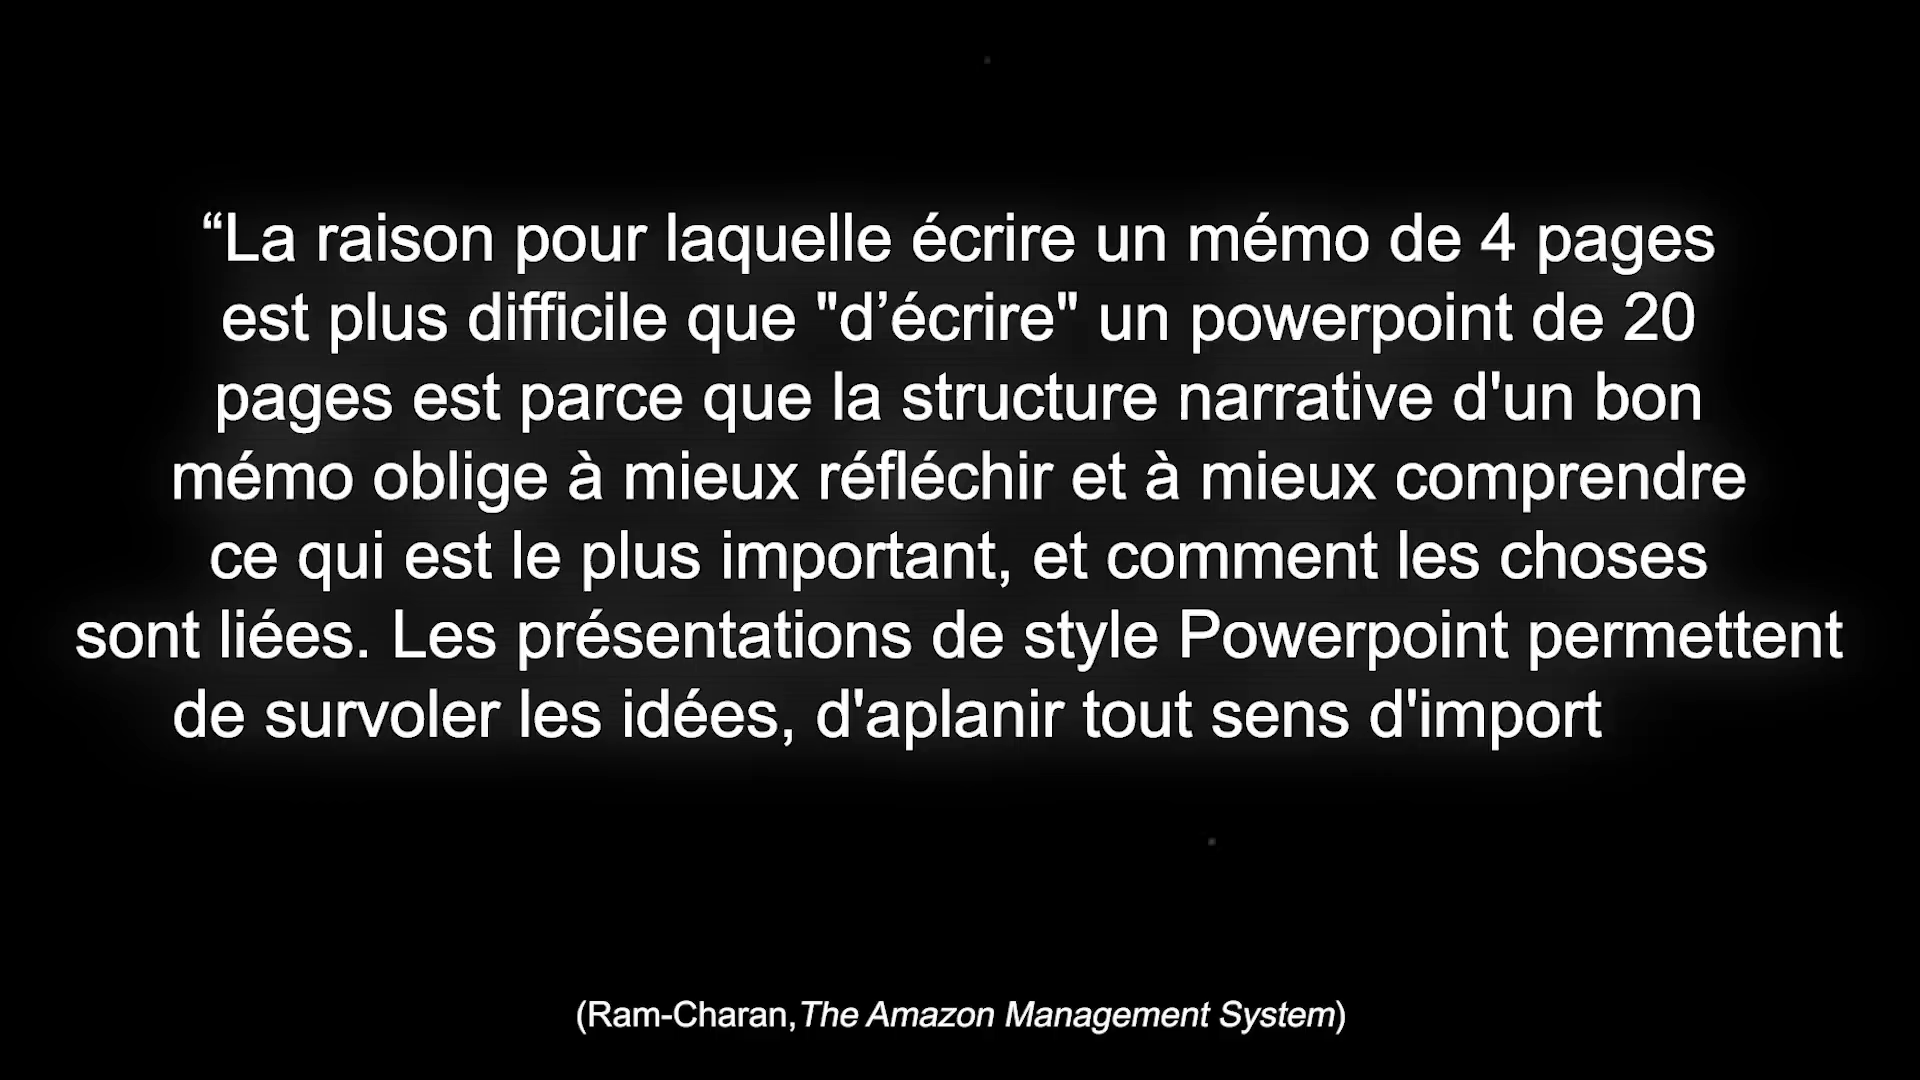 “La raison pour laquelle écrire un mémo de 4 pages
est plus difficile que "d’écrire" un powerpoint de 20
pages est parce que la structure narrative d'un bon
mémo oblige à mieux réfléchir et à mieux comprendre
ce qui est le plus important, et comment les choses
sont liées. Les présentations de style Powerpoint permettent
de survoler les idées, d'aplanir tout sens d'import
(Ram-Charan,The Amazon Management System)